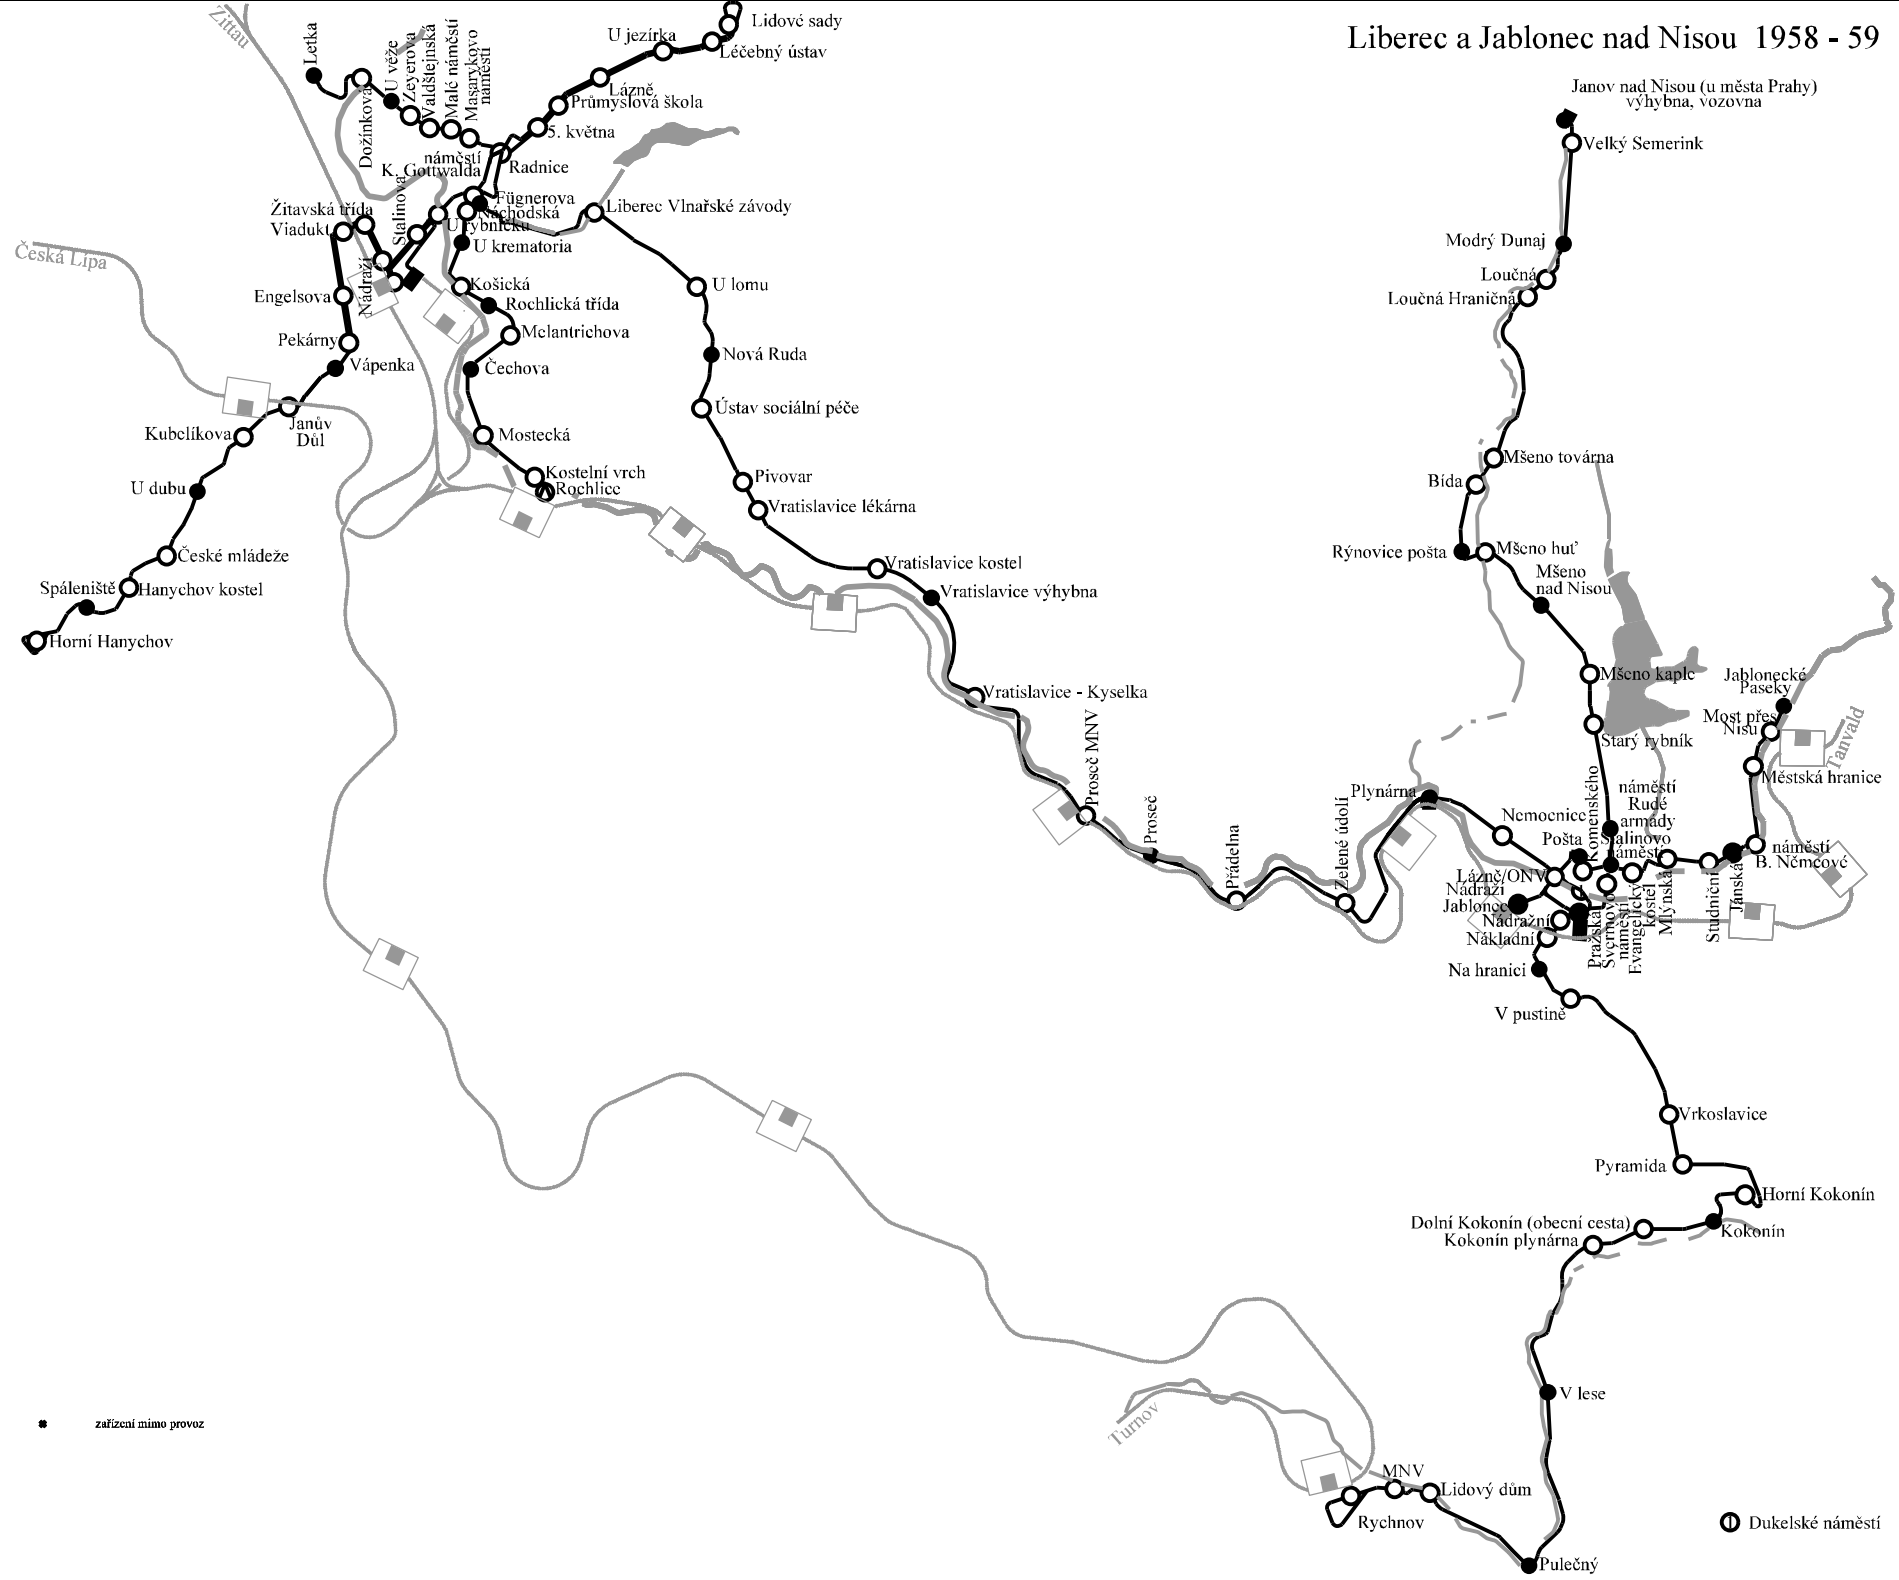 Liberec a Jablonec nad Nisou 1958 - 59
Zittau
Letka
U věže
Zeyerova
Valdštejnská
Malé náměstí
Masarykovo
náměstí
Dožínkova
Lidové sady
Léčebný ústav
U jezírka
Lázně
Průmyslová škola
5. května
Radnice
náměstí
K. Gottwalda
Fügnerova
Náchodská
U rybníčku
U krematoria
Stalinova
Žitavská třída
Viadukt
Nádraží
Engelsova
Pekárny
Vápenka
Česká Lípa
Janův
Důl
Kubelíkova
U dubu
České mládeže
Spáleniště
Hanychov kostel
Horní Hanychov
Košická
Rochlická třída
Melantrichova
Čechova
Mostecká
Kostelní vrch
Rochlice
Liberec Vlnařské závody
U lomu
Nová Ruda
Ústav sociální péče
Pivovar
Vratislavice lékárna
Vratislavice kostel
Vratislavice výhybna
Vratislavice - Kyselka
Proseč MNV
Proseč
Přádelna
Zelené údolí
Plynárna
Nemocnice
Pošta
Komenského
náměstí
Rudé
armády
Stalinovo
náměstí
Lázně/ONV
Nádraží
Jablonec
Nádražní
Nákladní
Na hranici
V pustině
Pražská
Švermovo
náměstí
Evangelický
kostel
Mlýnská
Studniční
Jánská
náměstí
B. Němcové
Městská hranice
Most přes
Nisu
Jablonecké
Paseky
Tanvald
Janov nad Nisou (u města Prahy)
výhybna, vozovna
Velký Semerink
Modrý Dunaj
Loučná
Loučná Hraničná
Mšeno továrna
Bída
Rýnovice pošta
Mšeno huť
Mšeno
nad Nisou
Mšeno kaple
Starý rybník
Vrkoslavice
Pyramida
Horní Kokonín
Kokonín
Dolní Kokonín (obecní cesta)
Kokonín plynárna
V lese
Pulečný
Lidový dům
MNV
Rychnov
Turnov
zařízení mimo provoz
Dukelské náměstí